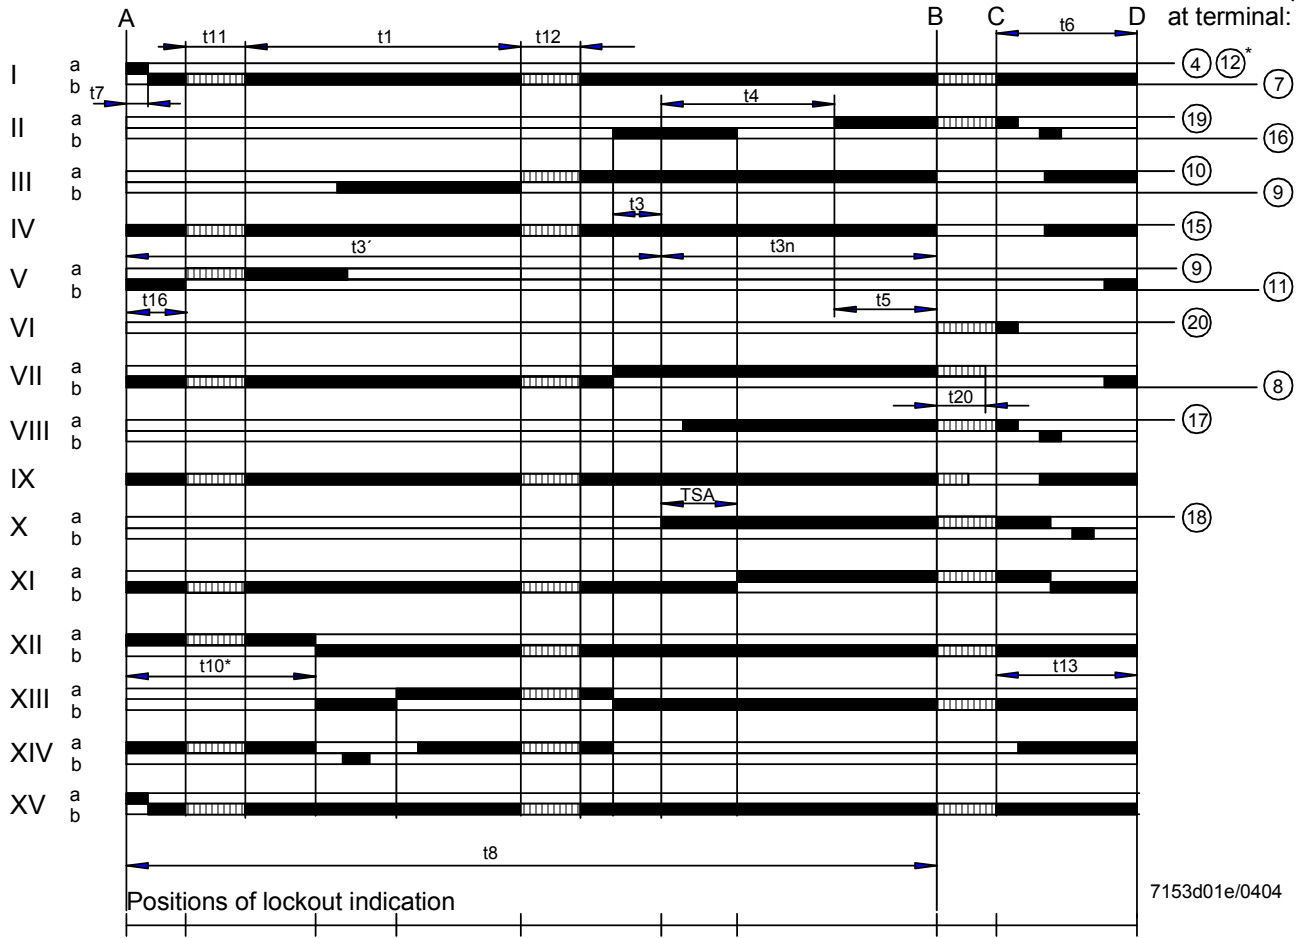 A B C D at terminal:
t11 t1 t12 t6
I a 4 12*
b 7
t7 t4
II a 19
b 16
III a 10
b 9
t3
IV 15
t3´ t3n
V a 9
b 11
t16 t5
VI 20
VII a
b 8
t20
VIII a 17
b
IX
TSA
X a 18
b
XI a
b
XII a
b
t10* t13
XIII a
b
XIV a
b
XV a
b
t8
Positions of lockout indication
7153d01e/0404